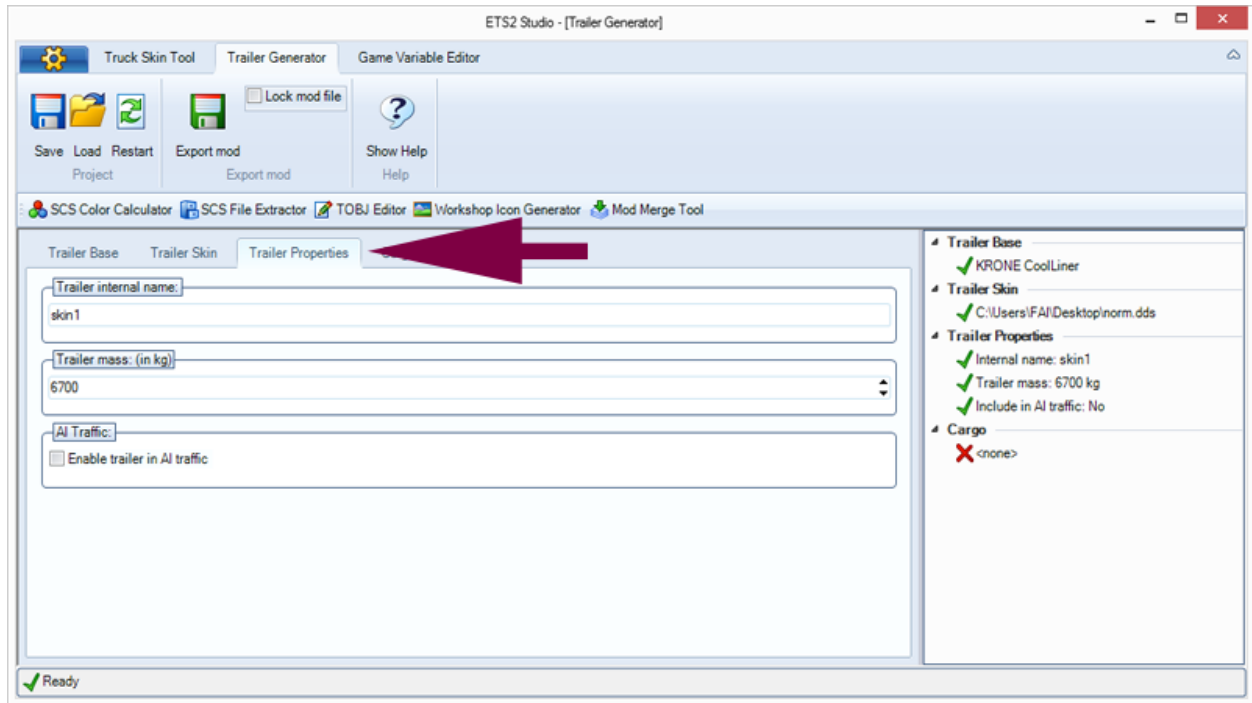 ETS2 Studio - [Trailer Generator]
Truck Skin Tool Trailer Generator Game Variable Editor
Lock mod file
Save Load Restart Export mod Show Help
Project Export mod Help
SCS Color Calculator SCS File Extractor TOBJ Editor Workshop Icon Generator Mod Merge Tool
Trailer Base Trailer Skin Trailer Properties
Trailer internal name:
skin1
Trailer mass: (in kg)
6700
AI Traffic:
Enable trailer in AI traffic
Trailer Base
KRONE CoolLiner
Trailer Skin
C:\Users\FAI\Desktop\norm.dds
Trailer Properties
Internal name: skin1
Trailer mass: 6700 kg
Include in AI traffic: No
Cargo
<none>
Ready